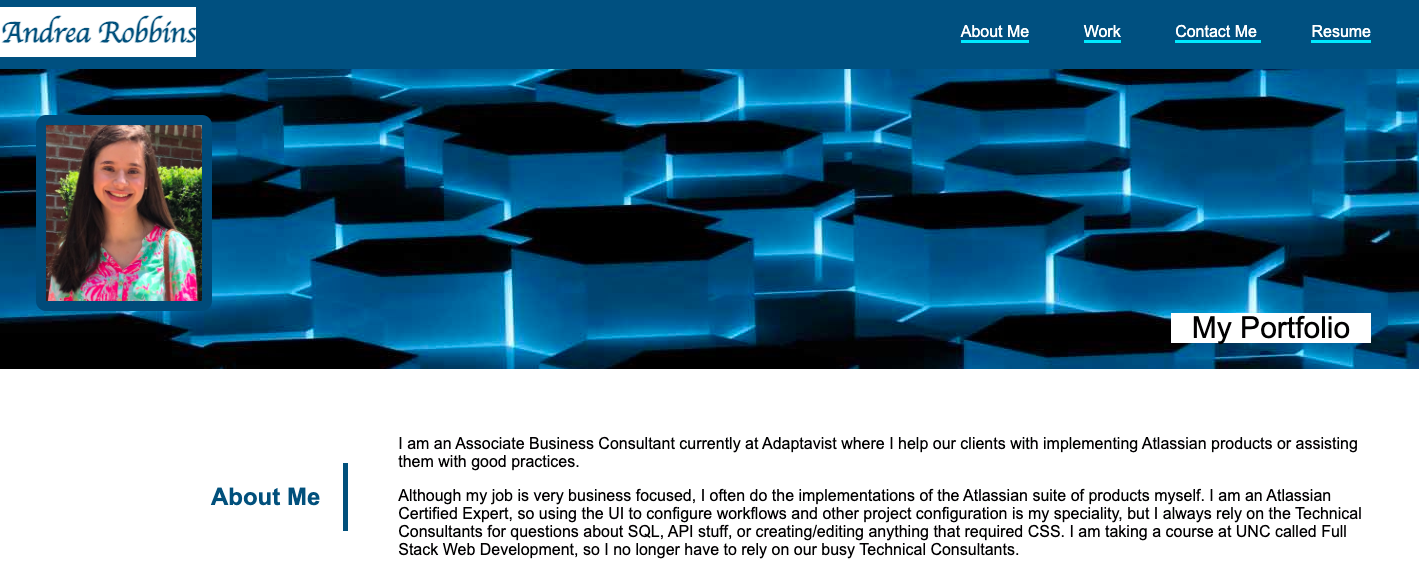 Andrea Robbins
About Me Work Contact Me Resume
My Portfolio
I am an Associate Business Consultant currently at Adaptavist where I help our clients with implementing Atlassian products or assisting
them with good practices.
About Me
Although my job is very business focused, I often do the implementations of the Atlassian suite of products myself. I am an Atlassian
Certified Expert, so using the UI to configure workflows and other project configuration is my speciality, but I always rely on the Technical
Consultants for questions about SQL, API stuff, or creating/editing anything that required CSS. I am taking a course at UNC called Full
Stack Web Development, so I no longer have to rely on our busy Technical Consultants.